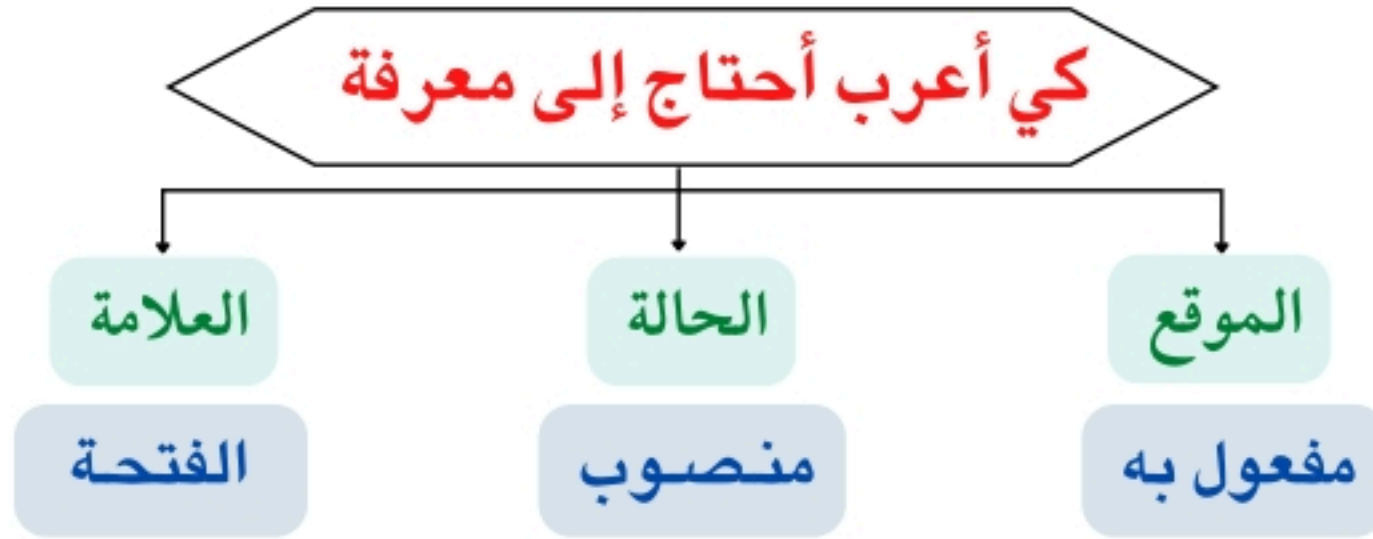 كي أعرب أحتاج إلى معرفة
الموقع
الحالة
العلامة
مفعول به
منصوب
الفتحة